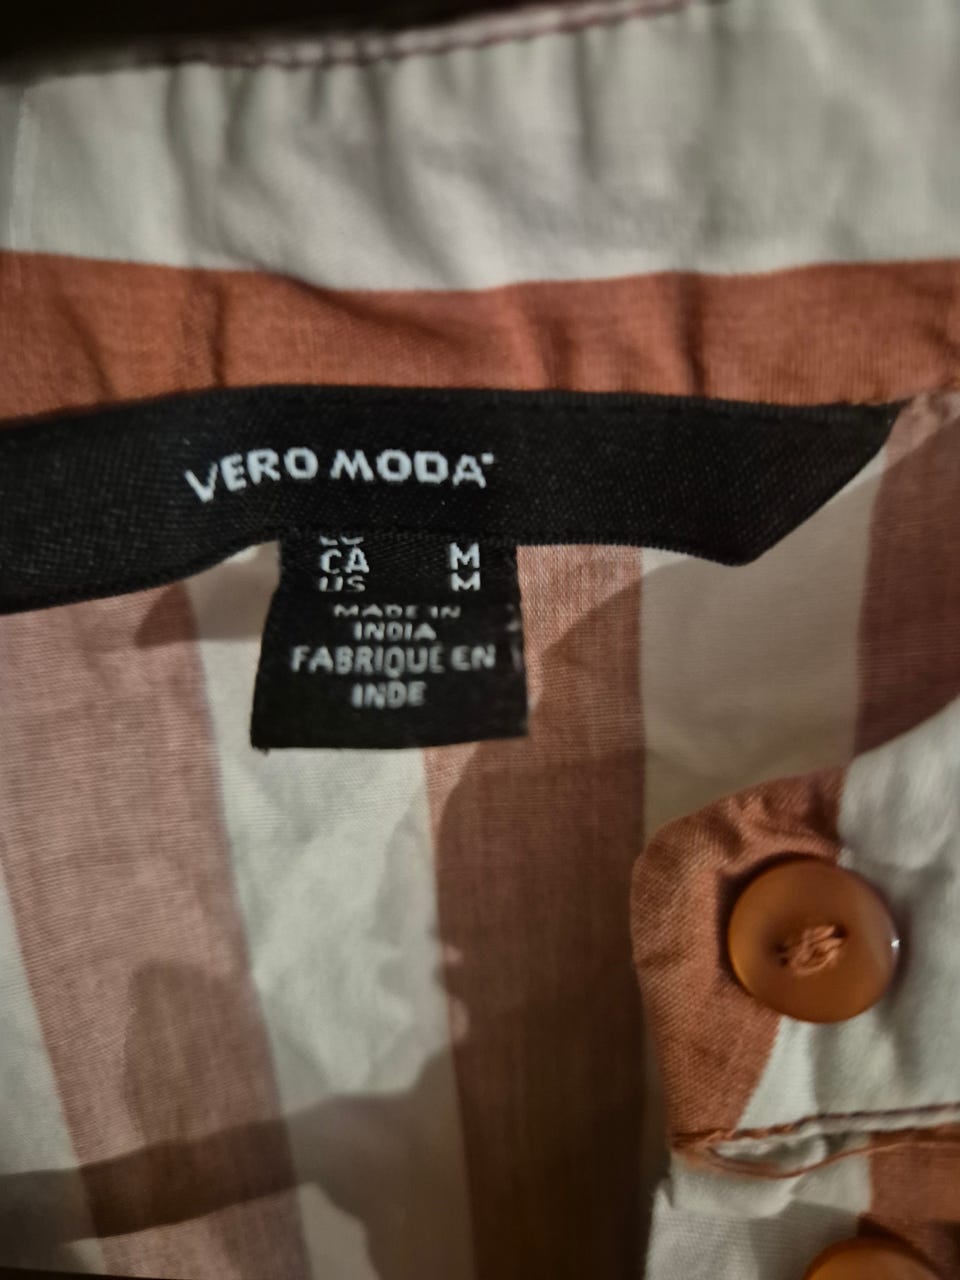 VERO MODA
CA M
US M
MADE IN
INDIA
FABRIQUÉ EN
INDE